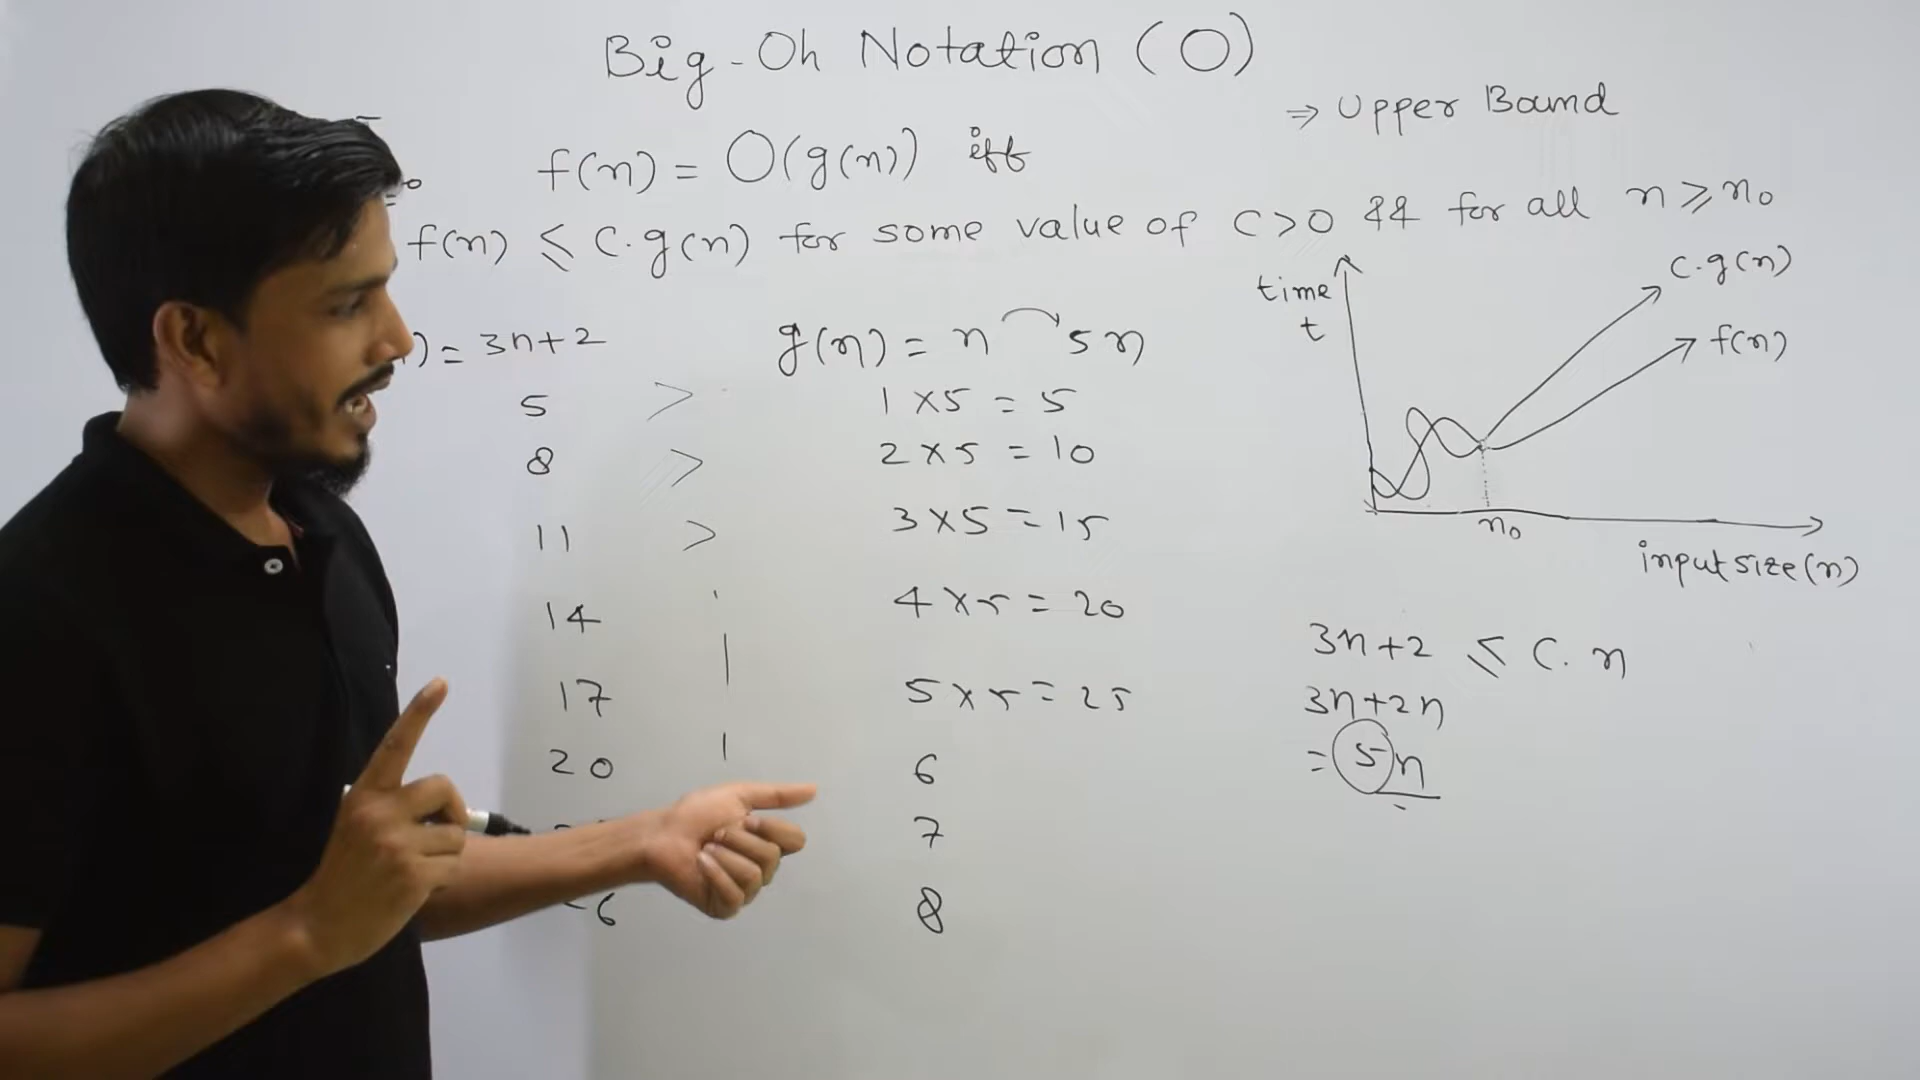 Big-Oh Notation (O)
⇒ Upper Bound
f(n) = O(g(n)) iff
f(n) ≤ c.g(n) for some value of c>0 && for all n ≥ n₀
) = 3n+2
g(n) = n 5n
time
t
c.g(n)
f(n)
n₀
input size(n)
5 > 1 x 5 = 5
8 > 2 x 5 = 10
11 > 3 x 5 = 15
14 4 x 5 = 20
17 5 x 5 = 25
20 6
7
6 8
3n+2 ≤ c. n
3n+2n
= 5n